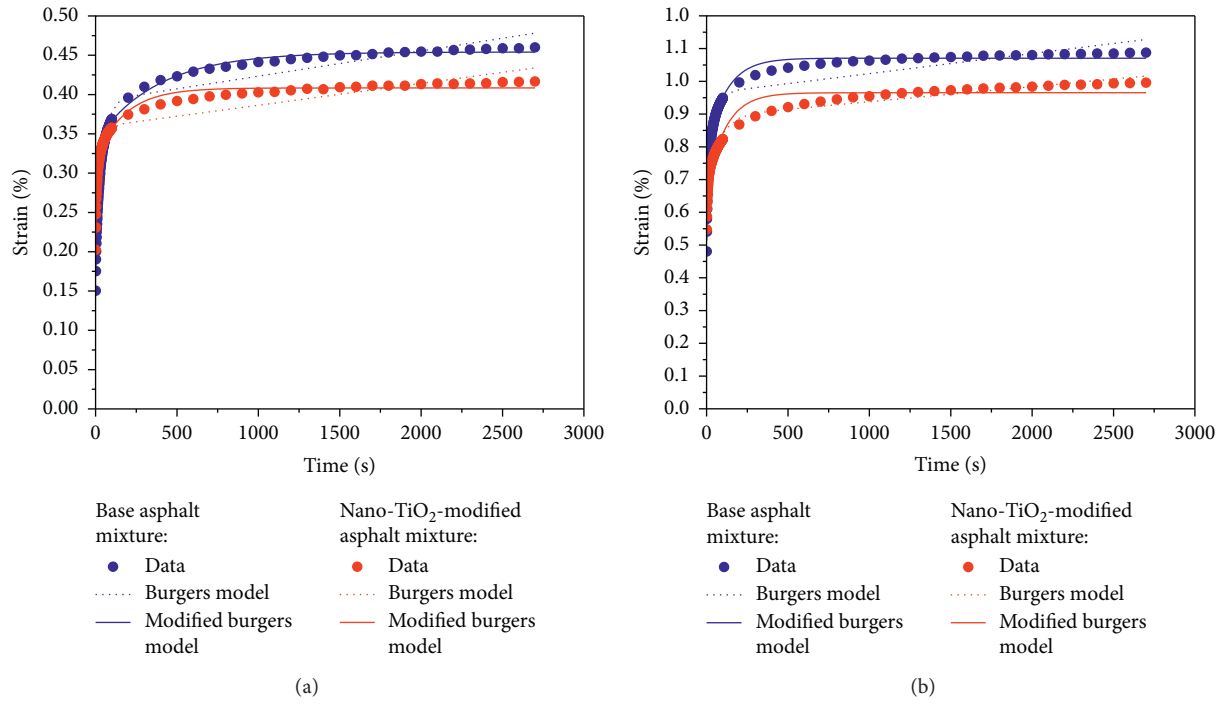 0.50
0.45
0.40
0.35
0.30
0.25
0.20
0.15
0.10
0.05
0.00
Strain (%)
0 500 1000 1500 2000 2500 3000
Time (s)
Base asphalt
mixture:
Data
Burgers model
Modified burgers
model
Nano-TiO₂-modified
asphalt mixture:
Data
Burgers model
Modified burgers
model
(a)
1.0
1.1
1.0
0.9
0.8
0.7
0.6
0.5
0.4
0.3
0.2
0.1
0.0
Strain (%)
0 500 1000 1500 2000 2500 3000
Time (s)
Base asphalt
mixture:
Data
Burgers model
Modified burgers
model
Nano-TiO₂-modified
asphalt mixture:
Data
Burgers model
Modified burgers
model
(b)